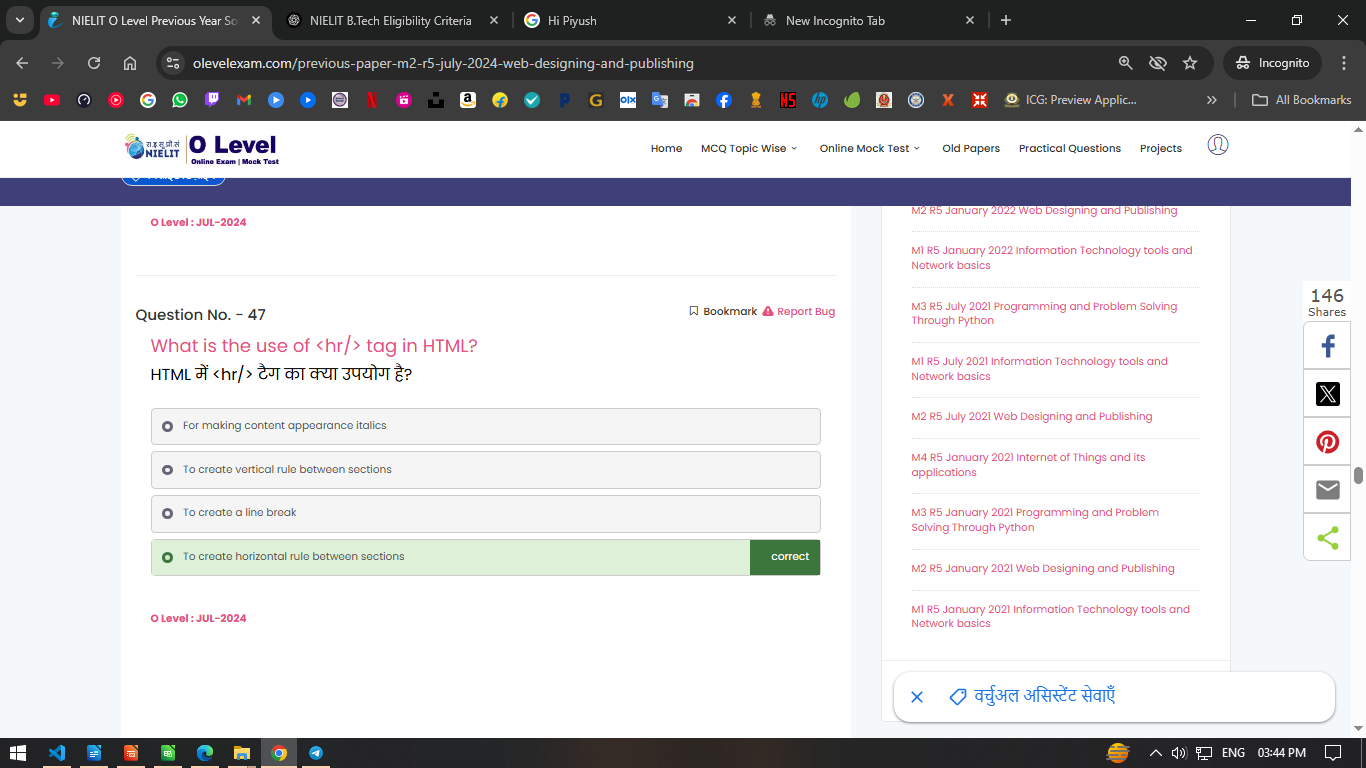 NIELIT O Level Previous Year So
NIELIT B.Tech Eligibility Criteria
Hi Piyush
New Incognito Tab
olevelexam.com/previous-paper-m2-r5-july-2024-web-designing-and-publishing
Incognito
ICG: Preview Applic...
All Bookmarks
रा.इ.सू.प्रौ.सं
NIELIT
O Level
Online Exam | Mock Test
Home
MCQ Topic Wise
Online Mock Test
Old Papers
Practical Questions
Projects
O Level : JUL-2024
Question No. - 47
Bookmark
Report Bug
What is the use of <hr/> tag in HTML?
HTML में <hr/> टैग का क्या उपयोग है?
For making content appearance italics
To create vertical rule between sections
To create a line break
To create horizontal rule between sections
correct
O Level : JUL-2024
M2 R5 January 2022 Web Designing and Publishing
M1 R5 January 2022 Information Technology tools and
Network basics
M3 R5 July 2021 Programming and Problem Solving
Through Python
M1 R5 July 2021 Information Technology tools and
Network basics
M2 R5 July 2021 Web Designing and Publishing
M4 R5 January 2021 Internet of Things and its
applications
M3 R5 January 2021 Programming and Problem
Solving Through Python
M2 R5 January 2021 Web Designing and Publishing
M1 R5 January 2021 Information Technology tools and
Network basics
146
Shares
वर्चुअल असिस्टेंट सेवाएँ
ENG
03:44 PM